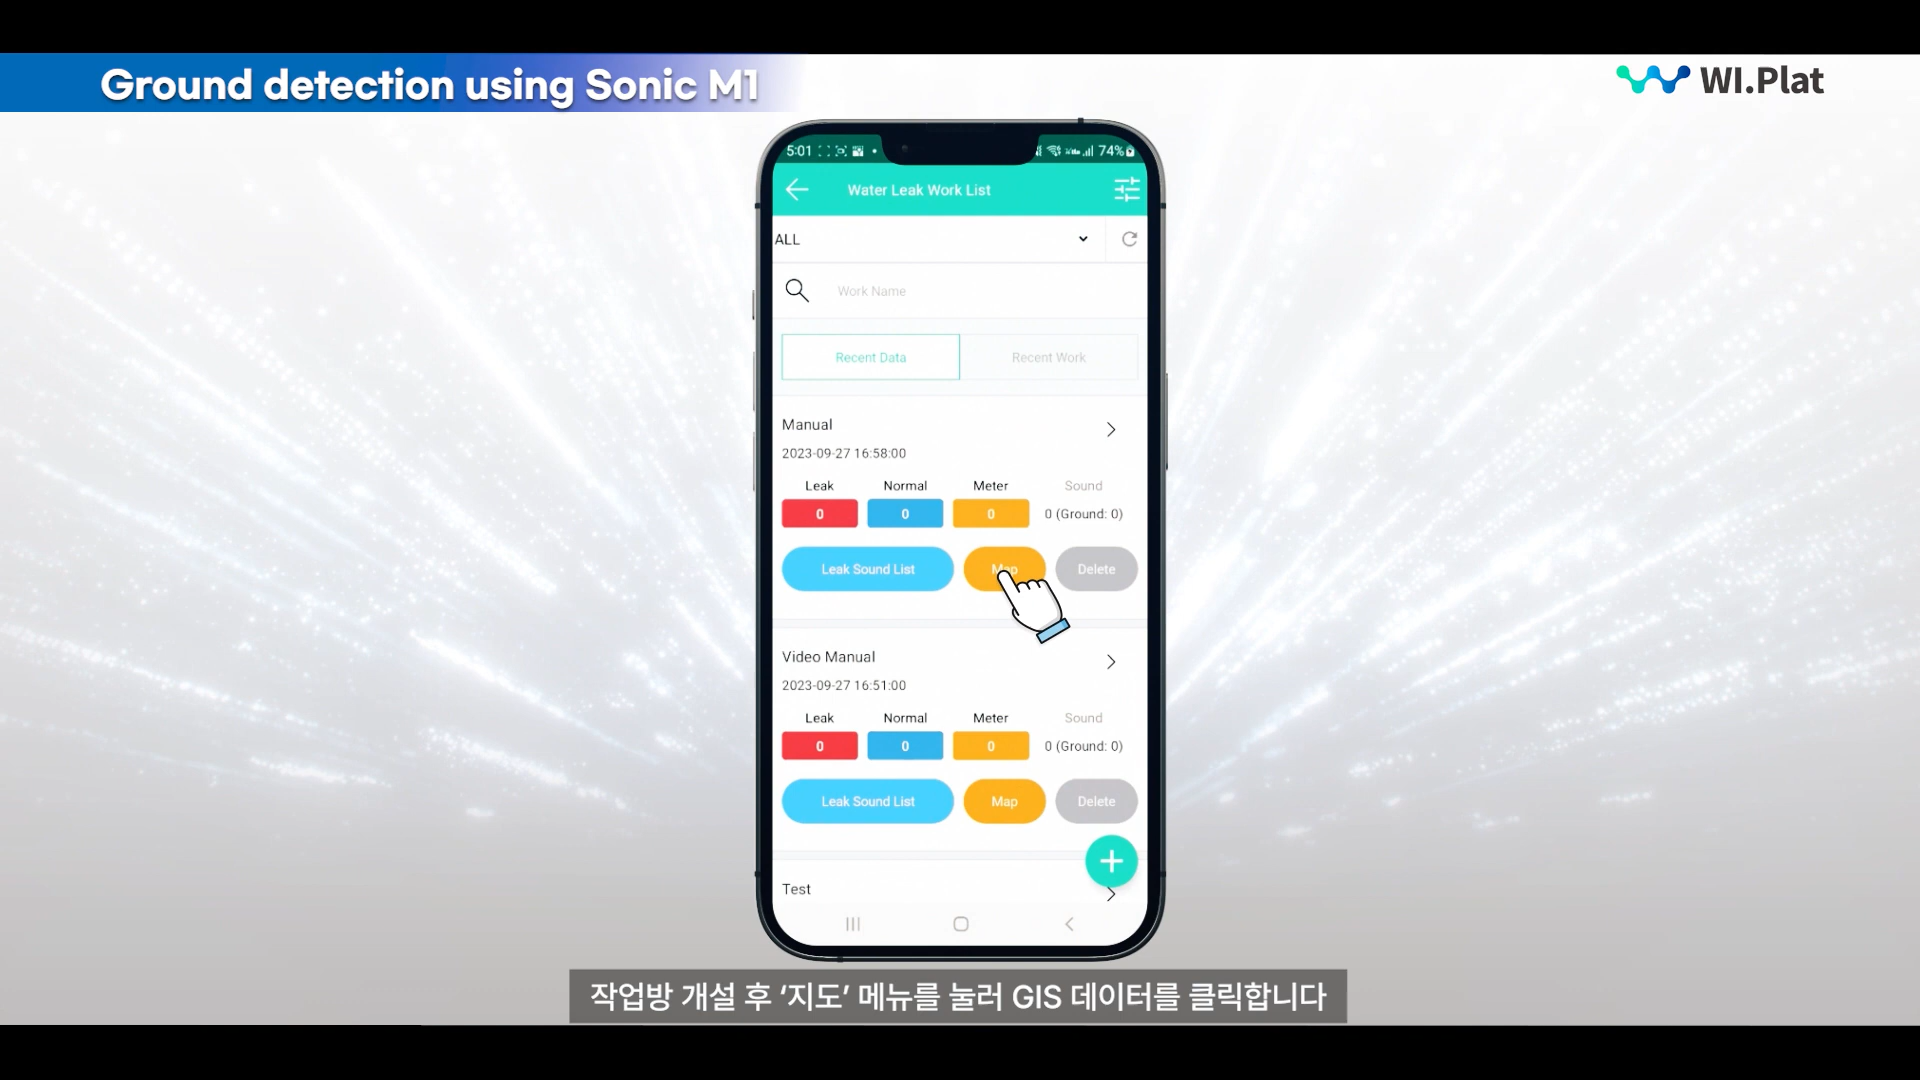 Ground detection using Sonic M1
WI.Plat
5:01
74%
Water Leak Work List
ALL
Work Name
Recent Data
Recent Work
Manual
2023-09-27 16:58:00
Leak
Normal
Meter
Sound
0
0
0
0 (Ground: 0)
Leak Sound List
Map
Delete
Video Manual
2023-09-27 16:51:00
Leak
Normal
Meter
Sound
0
0
0
0 (Ground: 0)
Leak Sound List
Map
Delete
Test
작업방 개설 후 ‘지도’ 메뉴를 눌러 GIS 데이터를 클릭합니다